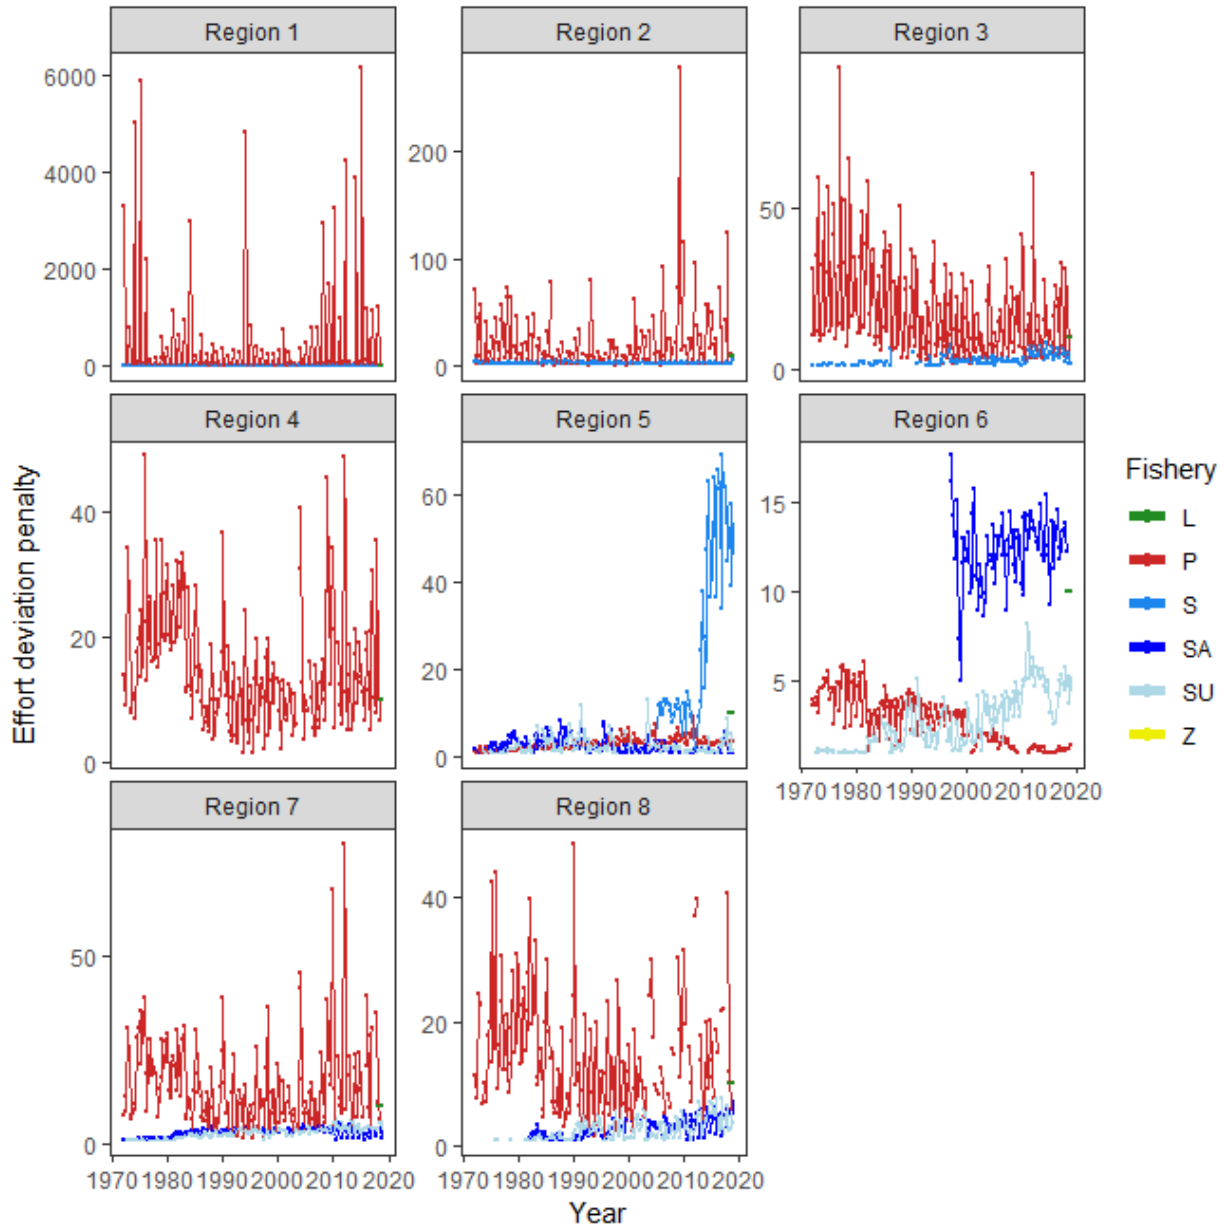 Region 1
Region 2
Region 3
6000
4000
2000
0
200
100
0
50
0
Region 4
Region 5
Region 6
40
20
0
60
40
20
0
15
10
5
1970 1980 1990 2000 2010 2020
Region 7
Region 8
50
0
40
20
0
1970 1980 1990 2000 2010 2020
1970 1980 1990 2000 2010 2020
Year
Effort deviation penalty
Fishery
L
P
S
SA
SU
Z